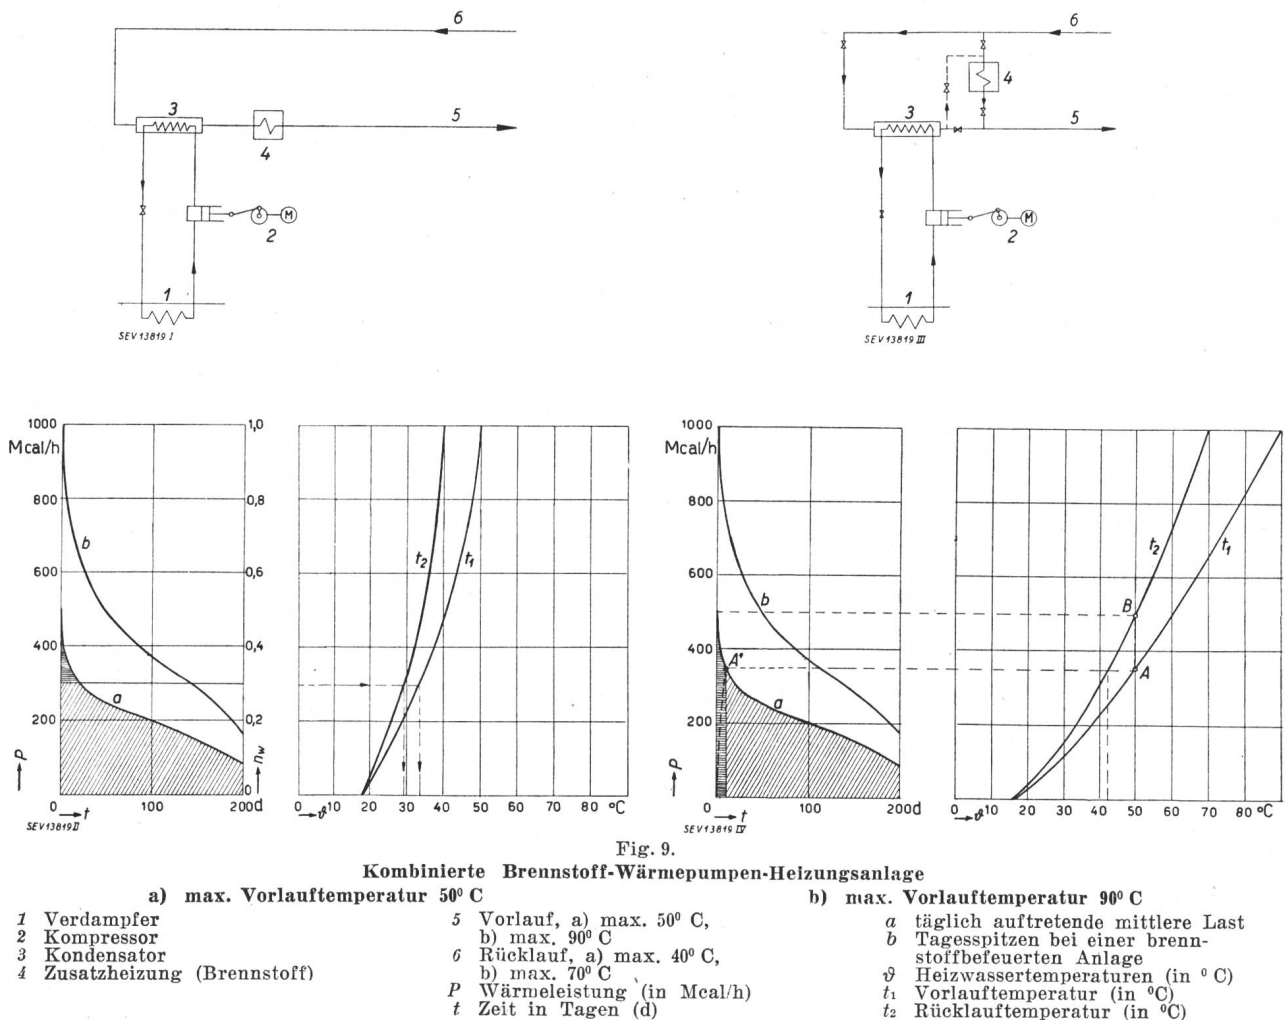 6
3
5
4
M
2
1
SEV 13819 I
6
4
3
5
M
2
1
SEV 13819 III
1000
Mcal/h
800
600
400
200
0
P
b
a
1,0
0,8
0,6
0,4
0,2
0
n_w
0 100 200 d
t
SEV 13819 II
t2 t1
0 10 20 30 40 50 60 80 °C
ϑ
1000
Mcal/h
800
600
400
200
P
b
A'
a
0 100 200d
t
SEV 13819 IV
t2 t1
B
A
0 10 20 30 40 50 60 70 80 °C
ϑ
Fig. 9.
Kombinierte Brennstoff-Wärmepumpen-Heizungsanlage
a) max. Vorlauftemperatur 50° C
b) max. Vorlauftemperatur 90° C
1 Verdampfer
2 Kompressor
3 Kondensator
4 Zusatzheizung (Brennstoff)
5 Vorlauf, a) max. 50° C,
b) max. 90° C
6 Rücklauf, a) max. 40° C,
b) max. 70° C
P Wärmeleistung (in Mcal/h)
t Zeit in Tagen (d)
a täglich auftretende mittlere Last
b Tagesspitzen bei einer brenn-
stoffbefeuerten Anlage
ϑ Heizwassertemperaturen (in ° C)
t1 Vorlauftemperatur (in °C)
t2 Rücklauftemperatur (in °C)